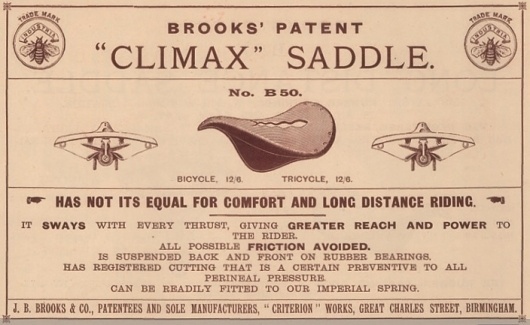 TRADE MARK
INDUSTRIA
TRADE MARK
INDUSTRIA
BROOKS' PATENT
"CLIMAX" SADDLE.
No. B 50.
BICYCLE, 12/6. TRICYCLE, 12/6.
HAS NOT ITS EQUAL FOR COMFORT AND LONG DISTANCE RIDING.
IT SWAYS WITH EVERY THRUST, GIVING GREATER REACH AND POWER TO
THE RIDER.
ALL POSSIBLE FRICTION AVOIDED.
IS SUSPENDED BACK AND FRONT ON RUBBER BEARINGS.
HAS REGISTERED CUTTING THAT IS A CERTAIN PREVENTIVE TO ALL
PERINEAL PRESSURE.
CAN BE READILY FITTED TO OUR IMPERIAL SPRING.
J. B. BROOKS & CO., PATENTEES AND SOLE MANUFACTURERS, "CRITERION" WORKS, GREAT CHARLES STREET, BIRMINGHAM.